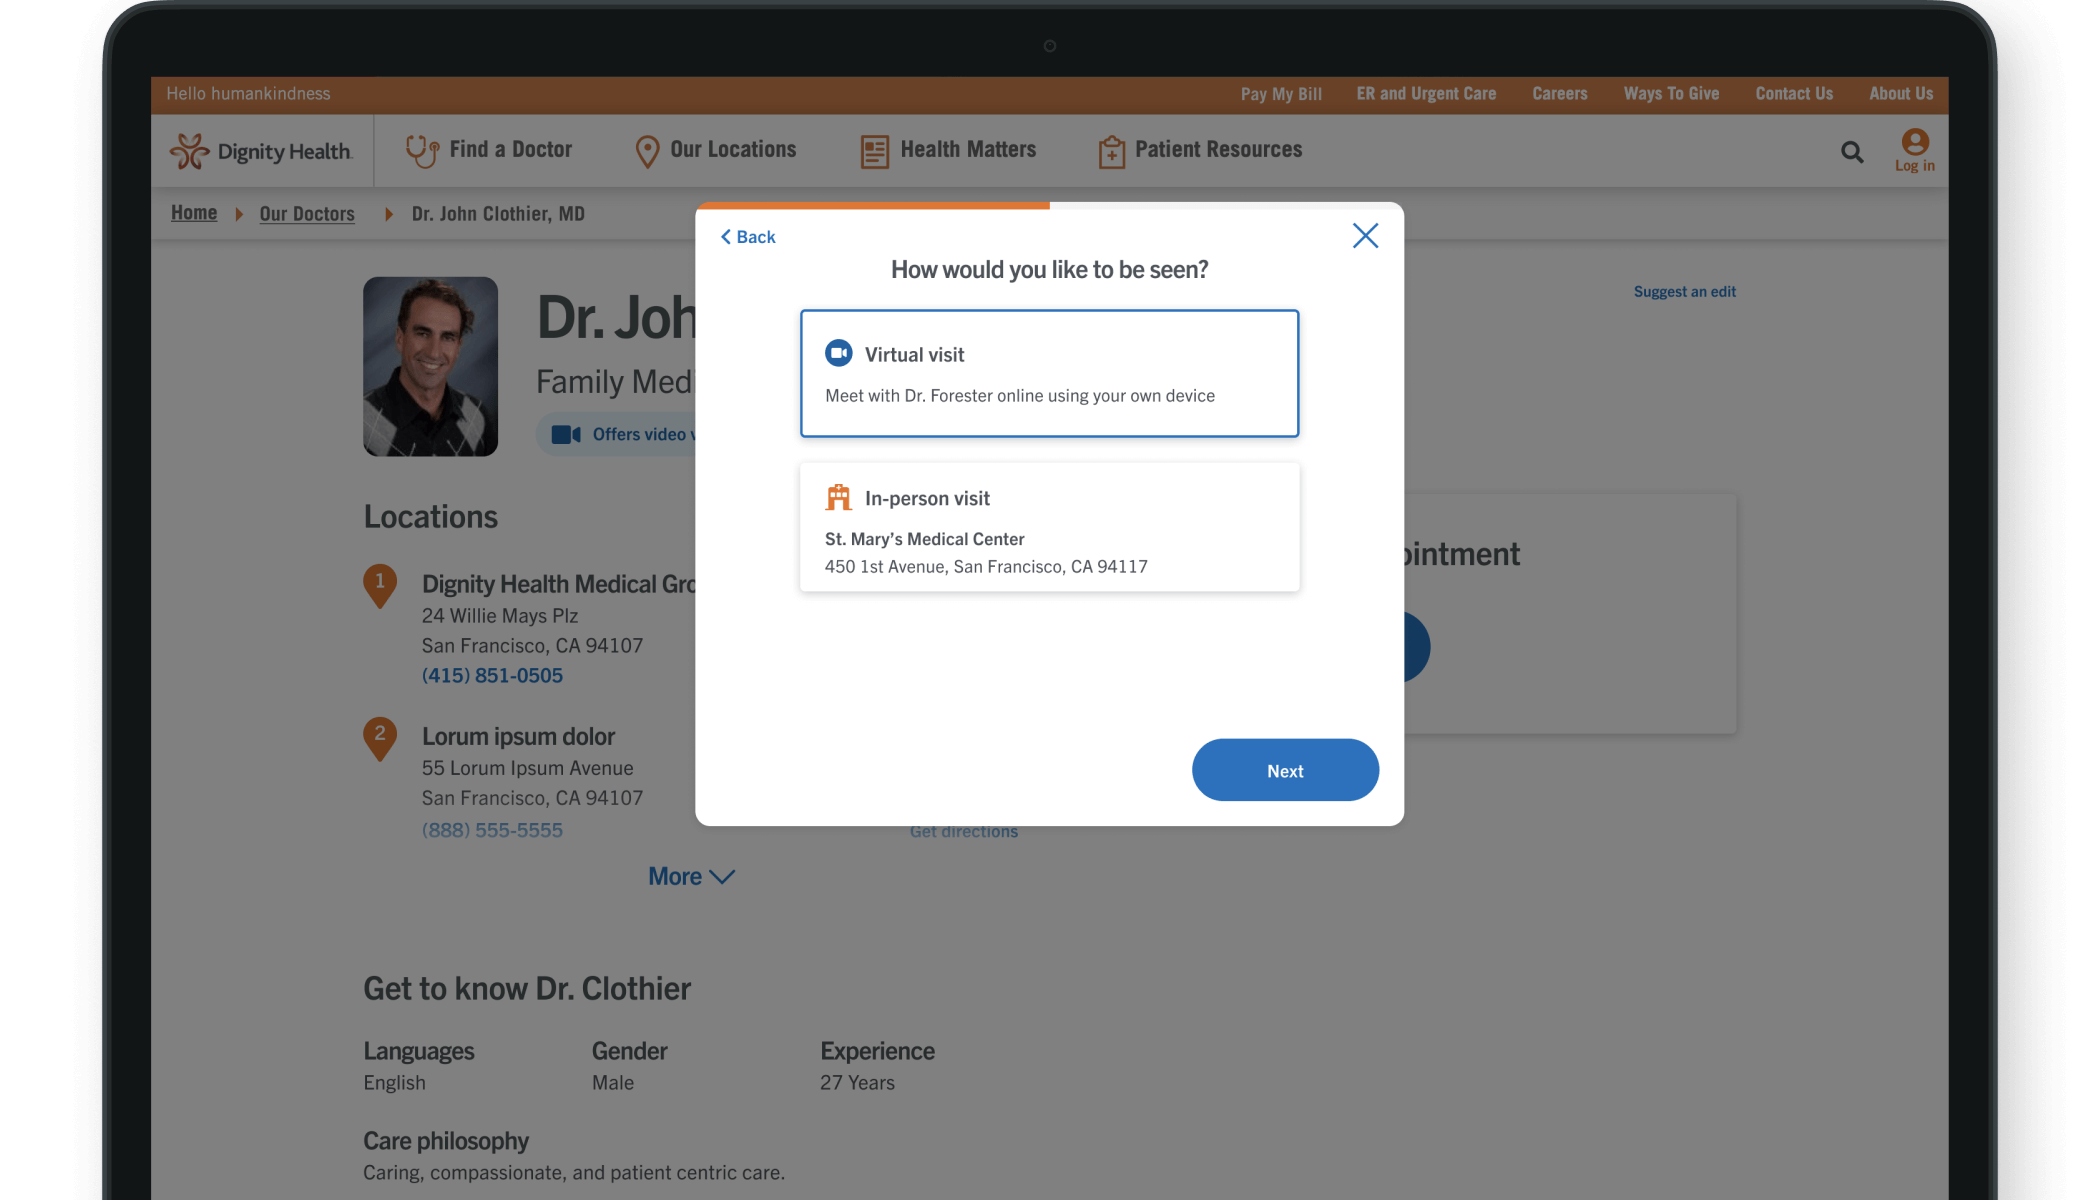 Hello humankindness
Pay My Bill ER and Urgent Care Careers Ways To Give Contact Us About Us
Dignity Health.
Find a Doctor Our Locations Health Matters Patient Resources
Log in
Home Our Doctors Dr. John Clothier, MD
Back
How would you like to be seen?
Virtual visit
Meet with Dr. Forester online using your own device
In-person visit
St. Mary’s Medical Center
450 1st Avenue, San Francisco, CA 94117
Next
Dr. Joh
Family Medi
Offers video v
Suggest an edit
Locations
1
Dignity Health Medical Gro
24 Willie Mays Plz
San Francisco, CA 94107
(415) 851-0505
2
Lorum ipsum dolor
55 Lorum Ipsum Avenue
San Francisco, CA 94107
(888) 555-5555
Get directions
More
ointment
Get to know Dr. Clothier
Languages Gender Experience
English Male 27 Years
Care philosophy
Caring, compassionate, and patient centric care.